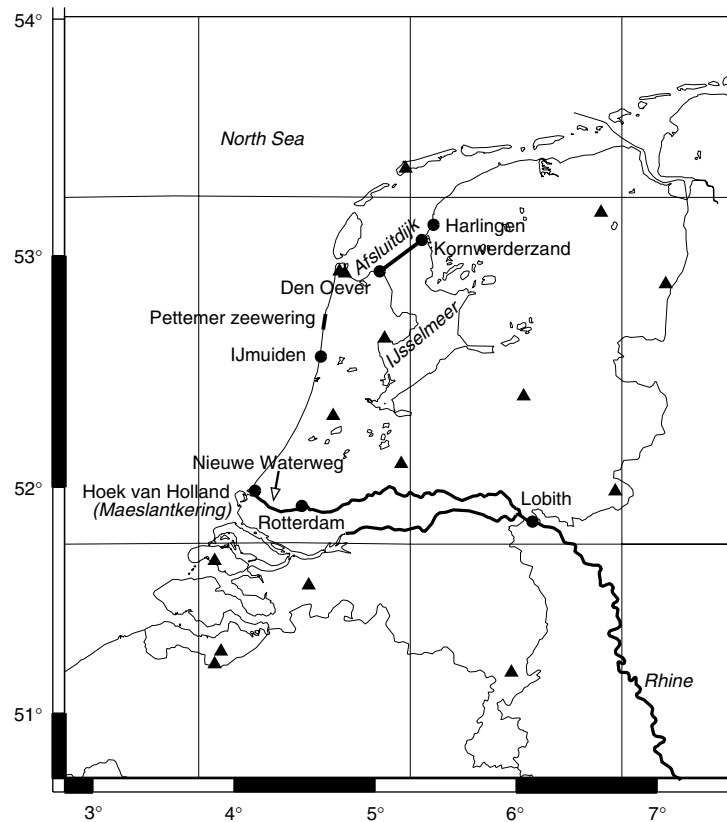 54°
North Sea
53°
Harlingen
Afsluitdijk
Kornwerderzand
Den Oever
Pettemer zeewering
IJsselmeer
IJmuiden
52°
Nieuwe Waterweg
Hoek van Holland
(Maeslantkering)
Rotterdam
Lobith
Rhine
51°
3°
4°
5°
6°
7°